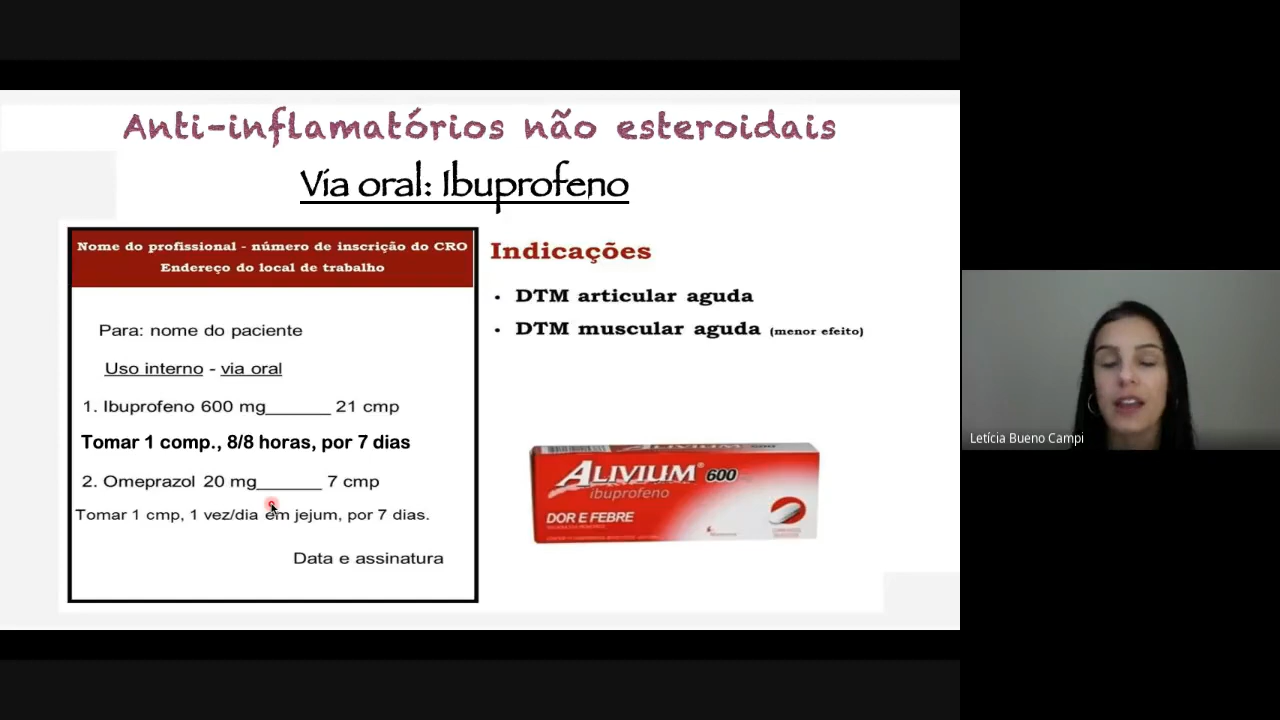 Anti-inflamatórios não esteroidais
Via oral: Ibuprofeno
Nome do profissional - número de inscrição do CRO
Endereço do local de trabalho
Para: nome do paciente
Uso interno - via oral
1. Ibuprofeno 600 mg_______ 21 cmp
Tomar 1 comp., 8/8 horas, por 7 dias
2. Omeprazol 20 mg_______ 7 cmp
Tomar 1 cmp, 1 vez/dia em jejum, por 7 dias.
Data e assinatura
Indicações
• DTM articular aguda
• DTM muscular aguda (menor efeito)
ALIVIUM® 600
ibuprofeno
DOR E FEBRE
Letícia Bueno Campi